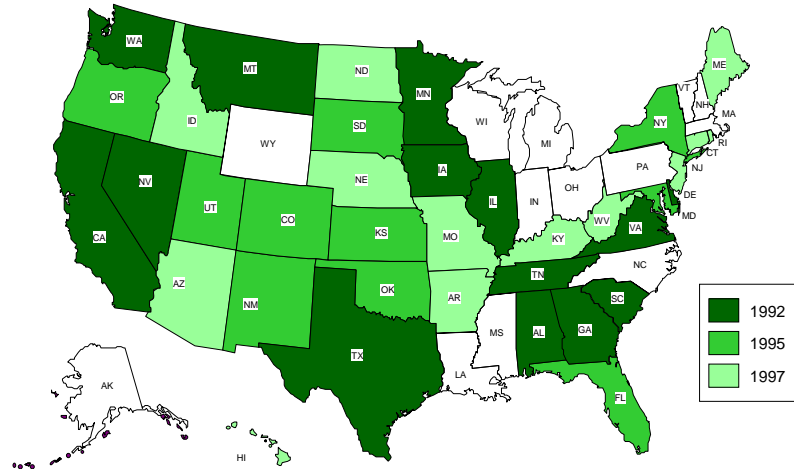 WA
MT
ND
MN
ME
VT
NH
MA
OR
ID
SD
WI
NY
MI
RI
CT
WY
PA
NJ
NE
IA
NV
OH
DE
IL
IN
MD
UT
CO
WV
VA
CA
KS
MO
KY
NC
TN
AZ
OK
NM
AR
SC
MS
AL
GA
TX
LA
AK
FL
HI
1992
1995
1997